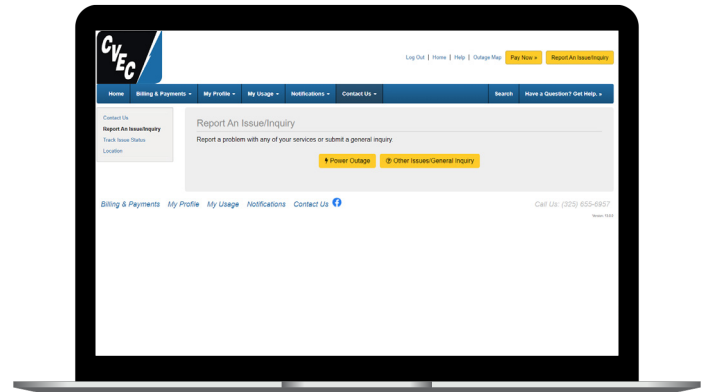 CVEC
Log Out | Home | Help | Outage Map Pay Now » Report An Issue/Inquiry
Home Billing & Payments My Profile My Usage Notifications Contact Us Search Have a Question? Get Help. »
Contact Us
Report An Issue/Inquiry
Track Issue Status
Location
Report An Issue/Inquiry
Report a problem with any of your services or submit a general inquiry.
Power Outage Other Issues/General Inquiry
Billing & Payments My Profile My Usage Notifications Contact Us Call Us: (325) 655-6957